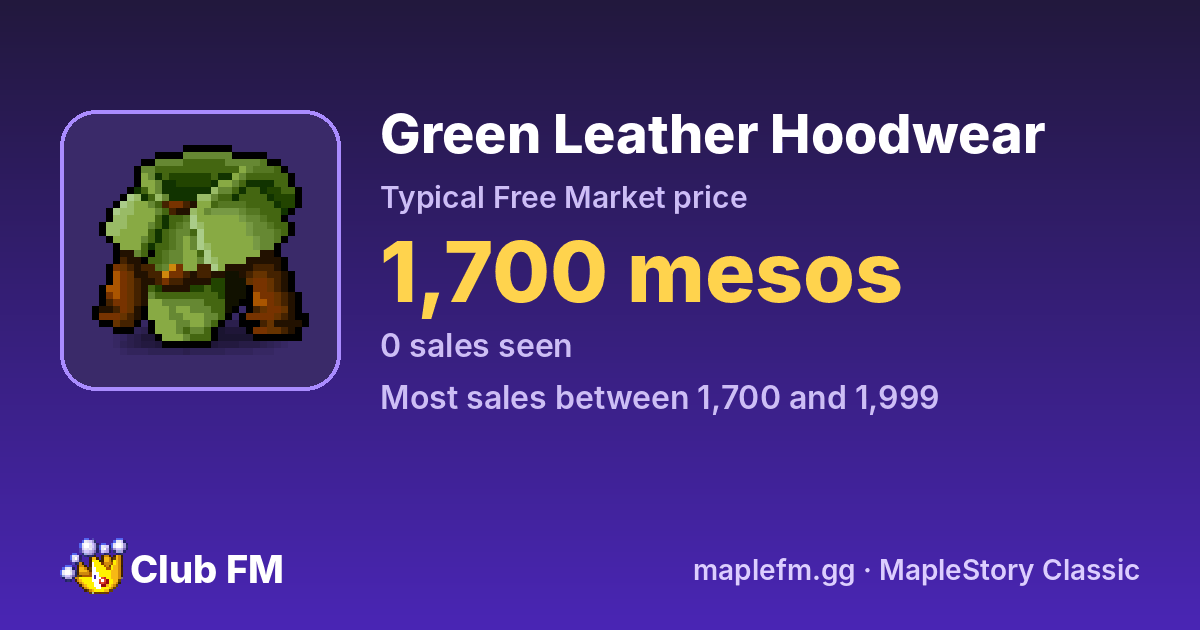 Green Leather Hoodwear
Typical Free Market price
1,700 mesos
0 sales seen
Most sales between 1,700 and 1,999
Club FM
maplefm.gg · MapleStory Classic